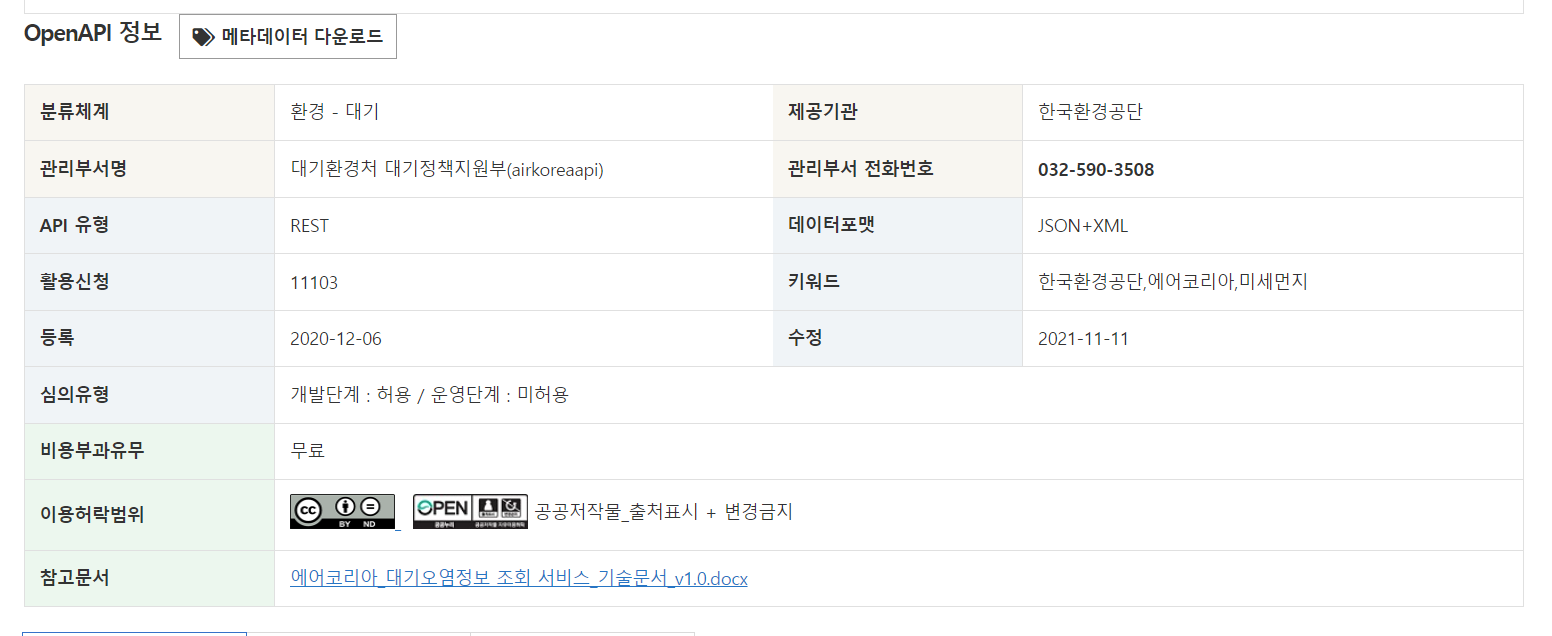 OpenAPI 정보 메타데이터 다운로드
분류체계 환경 - 대기 제공기관 한국환경공단
관리부서명 대기환경처 대기정책지원부(airkoreaapi) 관리부서 전화번호 032-590-3508
API 유형 REST 데이터포맷 JSON+XML
활용신청 11103 키워드 한국환경공단,에어코리아,미세먼지
등록 2020-12-06 수정 2021-11-11
심의유형 개발단계 : 허용 / 운영단계 : 미허용
비용부과유무 무료
이용허락범위 cc BY ND OPEN 공공누리 공공저작물_출처표시 + 변경금지
참고문서 에어코리아_대기오염정보 조회 서비스_기술문서_v1.0.docx